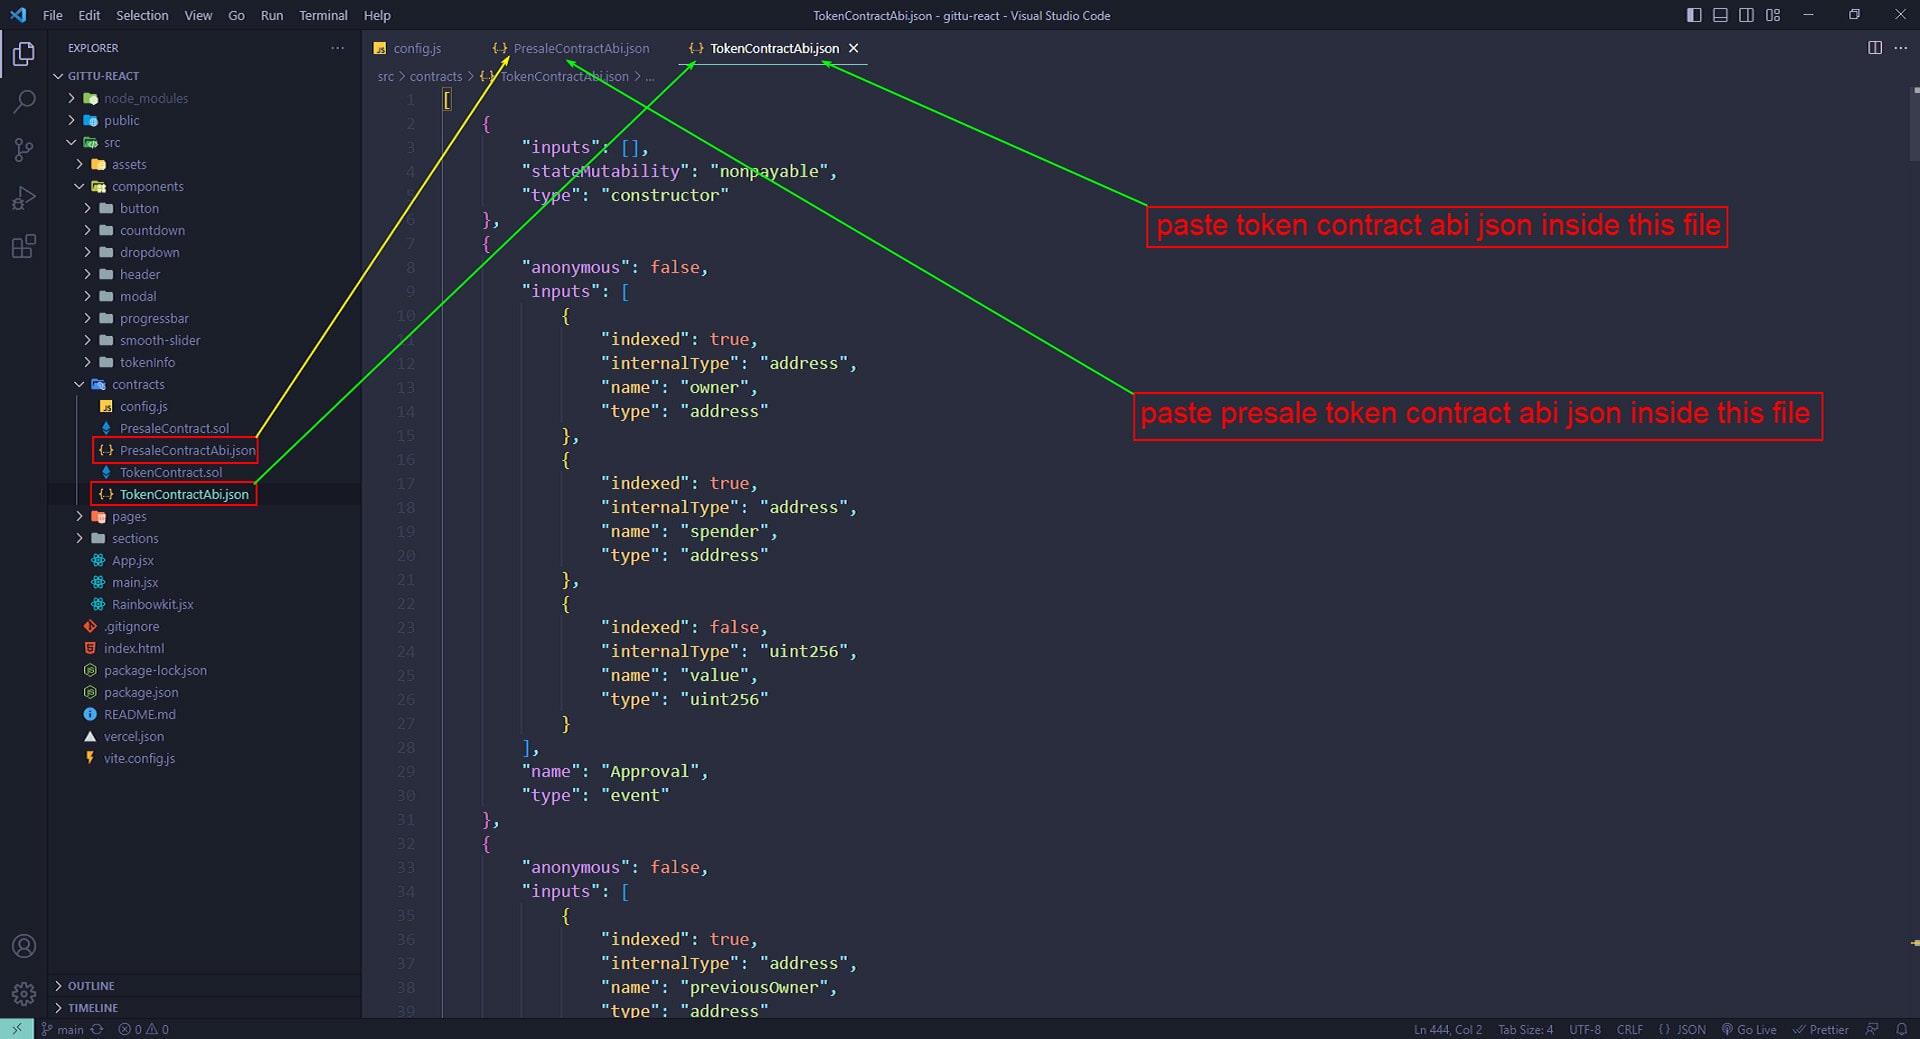 File Edit Selection View Go Run Terminal Help
TokenContractAbi.json - gittu-react - Visual Studio Code
EXPLORER
GITTU-REACT
node_modules
public
src
assets
components
button
countdown
dropdown
header
modal
progressbar
smooth-slider
tokenInfo
contracts
config.js
PresaleContract.sol
PresaleContractAbi.json
TokenContract.sol
TokenContractAbi.json
pages
sections
App.jsx
main.jsx
Rainbowkit.jsx
.gitignore
index.html
package-lock.json
package.json
README.md
vercel.json
vite.config.js
OUTLINE
TIMELINE
config.js PresaleContractAbi.json TokenContractAbi.json
src > contracts > TokenContractAbi.json > ...
1 [
2 {
3 "inputs": [],
4 "stateMutability": "nonpayable",
5 "type": "constructor"
6 },
7 {
8 "anonymous": false,
9 "inputs": [
10 {
11 "indexed": true,
12 "internalType": "address",
13 "name": "owner",
14 "type": "address"
15 },
16 {
17 "indexed": true,
18 "internalType": "address",
19 "name": "spender",
20 "type": "address"
21 },
22 {
23 "indexed": false,
24 "internalType": "uint256",
25 "name": "value",
26 "type": "uint256"
27 }
28 ],
29 "name": "Approval",
30 "type": "event"
31 },
32 {
33 "anonymous": false,
34 "inputs": [
35 {
36 "indexed": true,
37 "internalType": "address",
38 "name": "previousOwner",
39 "type": "address"
paste token contract abi json inside this file
paste presale token contract abi json inside this file
main 0 0
Ln 444, Col 2 Tab Size: 4 UTF-8 CRLF {} JSON Go Live Prettier